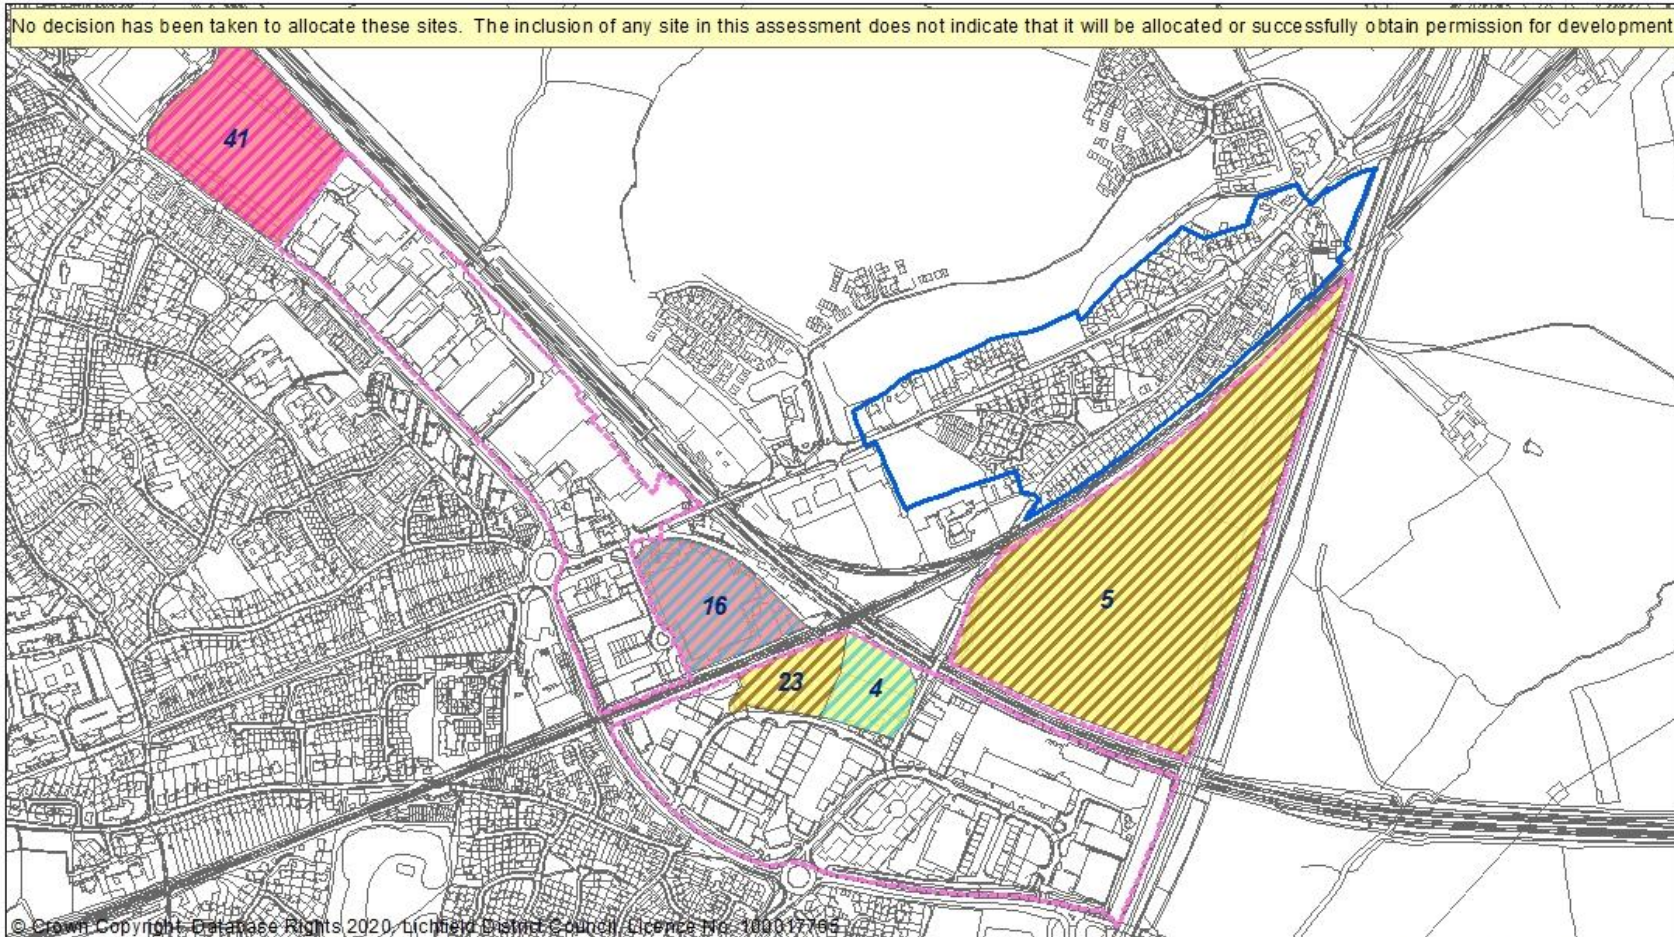 No decision has been taken to allocate these sites. The inclusion of any site in this assessment does not indicate that it will be allocated or successfully obtain permission for development
41
16
5
23
4
© Crown Copyright. Database Rights 2020, Lichfield District Council, Licence No. 100017765